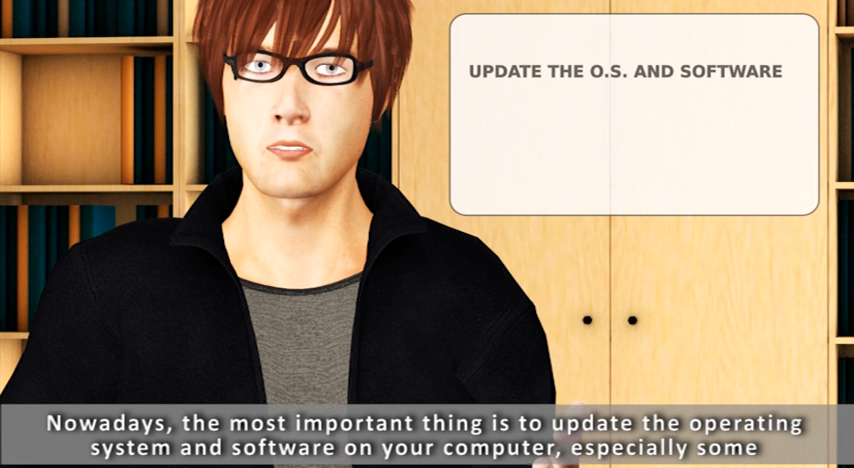 UPDATE THE O.S. AND SOFTWARE
Nowadays, the most important thing is to update the operating
system and software on your computer, especially some